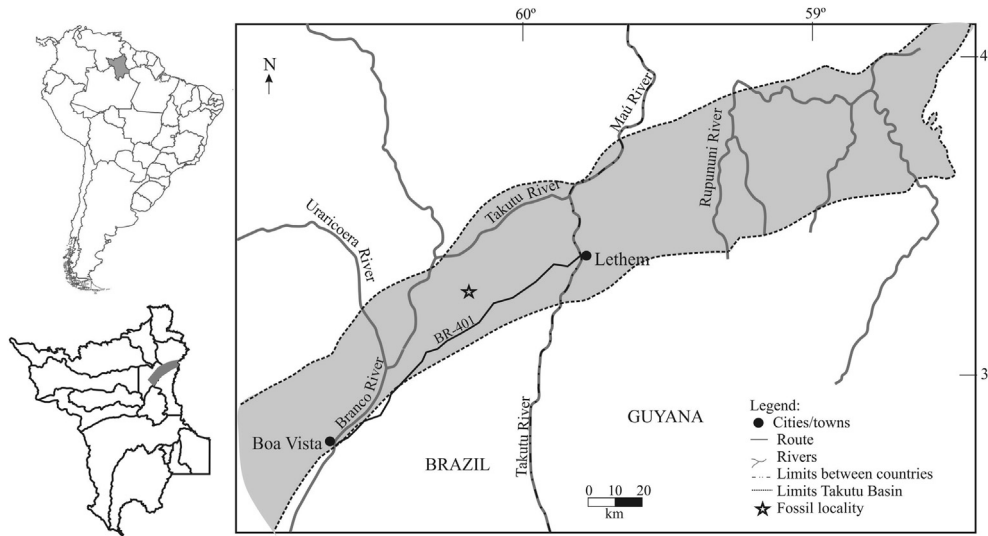 60º
59º
4
N
Maú River
Rupununi River
Takutu River
Uraricoera River
Lethem
BR-401
3
Branco River
Boa Vista
BRAZIL
Takutu River
GUYANA
Legend:
Cities/towns
Route
Rivers
Limits between countries
Limits Takutu Basin
Fossil locality
0 10 20
km